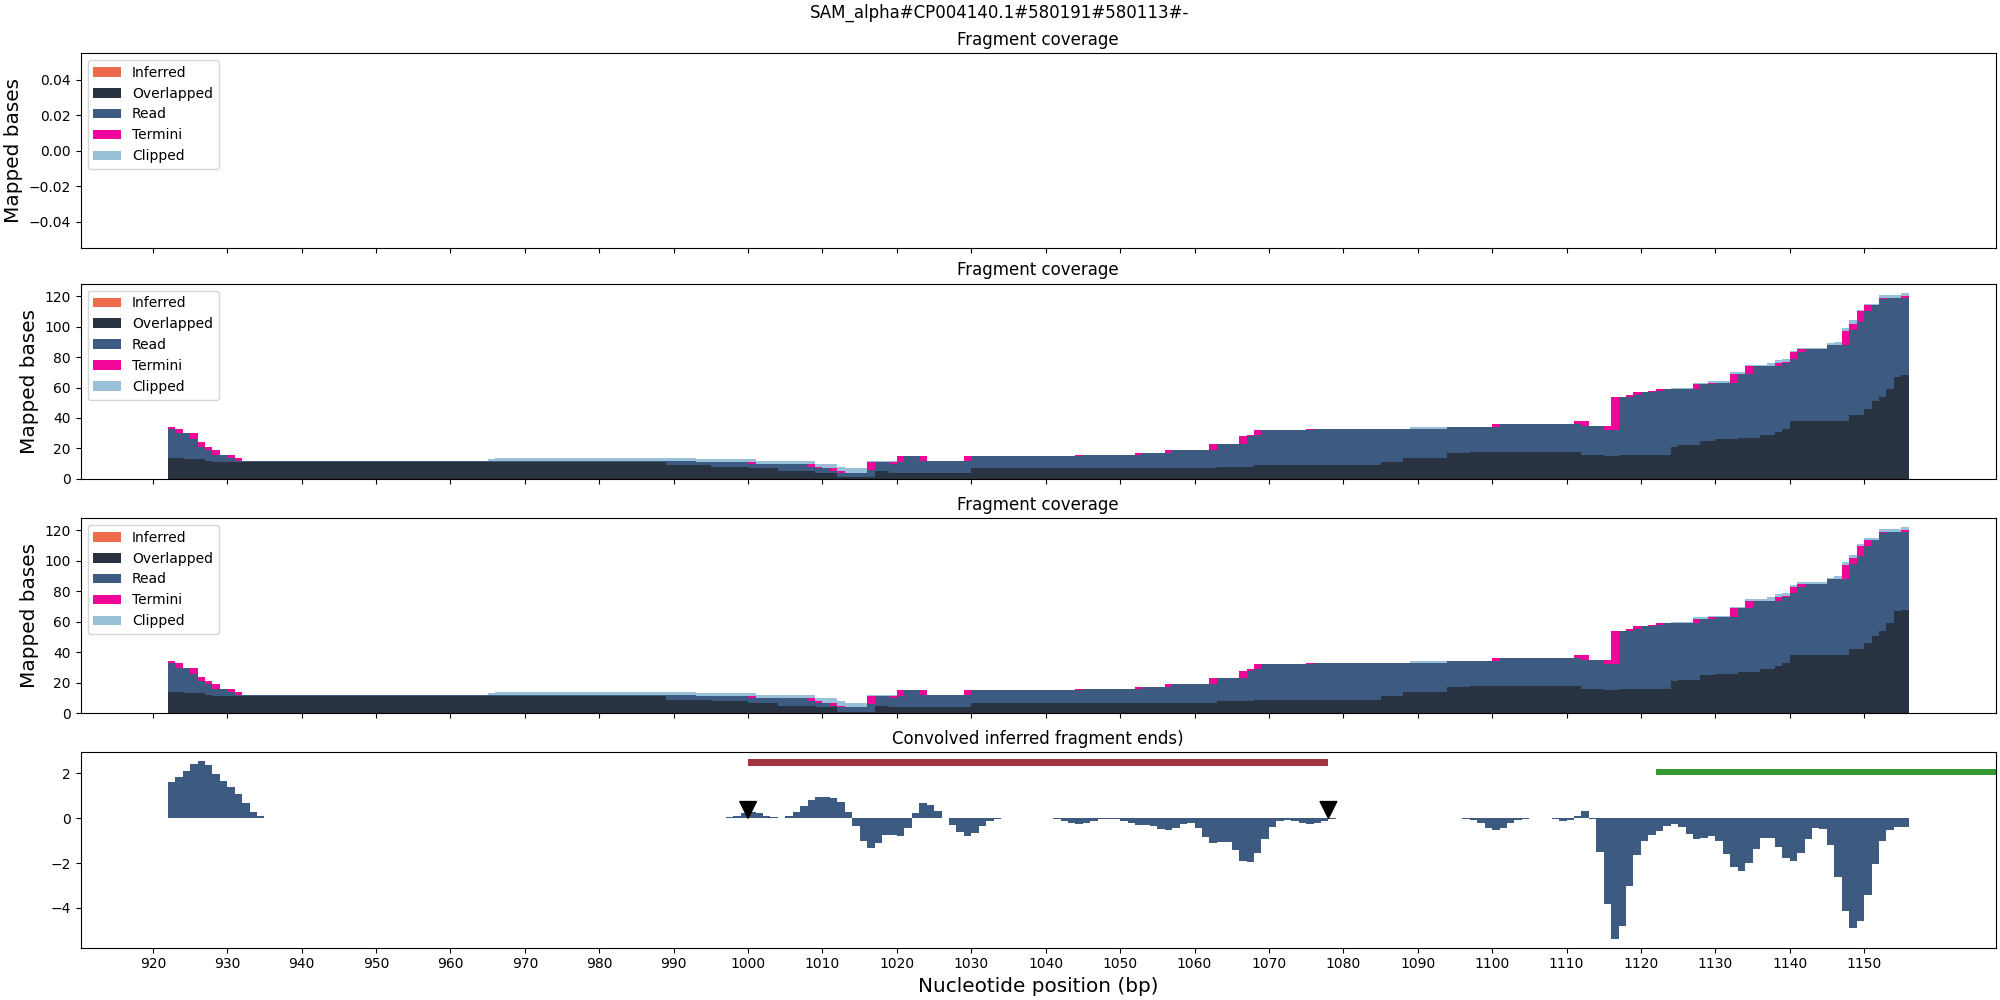 SAM_alpha#CP004140.1#580191#580113#-
Fragment coverage
Mapped bases
0.04
0.02
0.00
−0.02
−0.04
Inferred
Overlapped
Read
Termini
Clipped
Fragment coverage
Mapped bases
120
100
80
60
40
20
0
Inferred
Overlapped
Read
Termini
Clipped
Fragment coverage
Mapped bases
120
100
80
60
40
20
0
Inferred
Overlapped
Read
Termini
Clipped
Convolved inferred fragment ends)
2
0
−2
−4
920 930 940 950 960 970 980 990 1000 1010 1020 1030 1040 1050 1060 1070 1080 1090 1100 1110 1120 1130 1140 1150
Nucleotide position (bp)